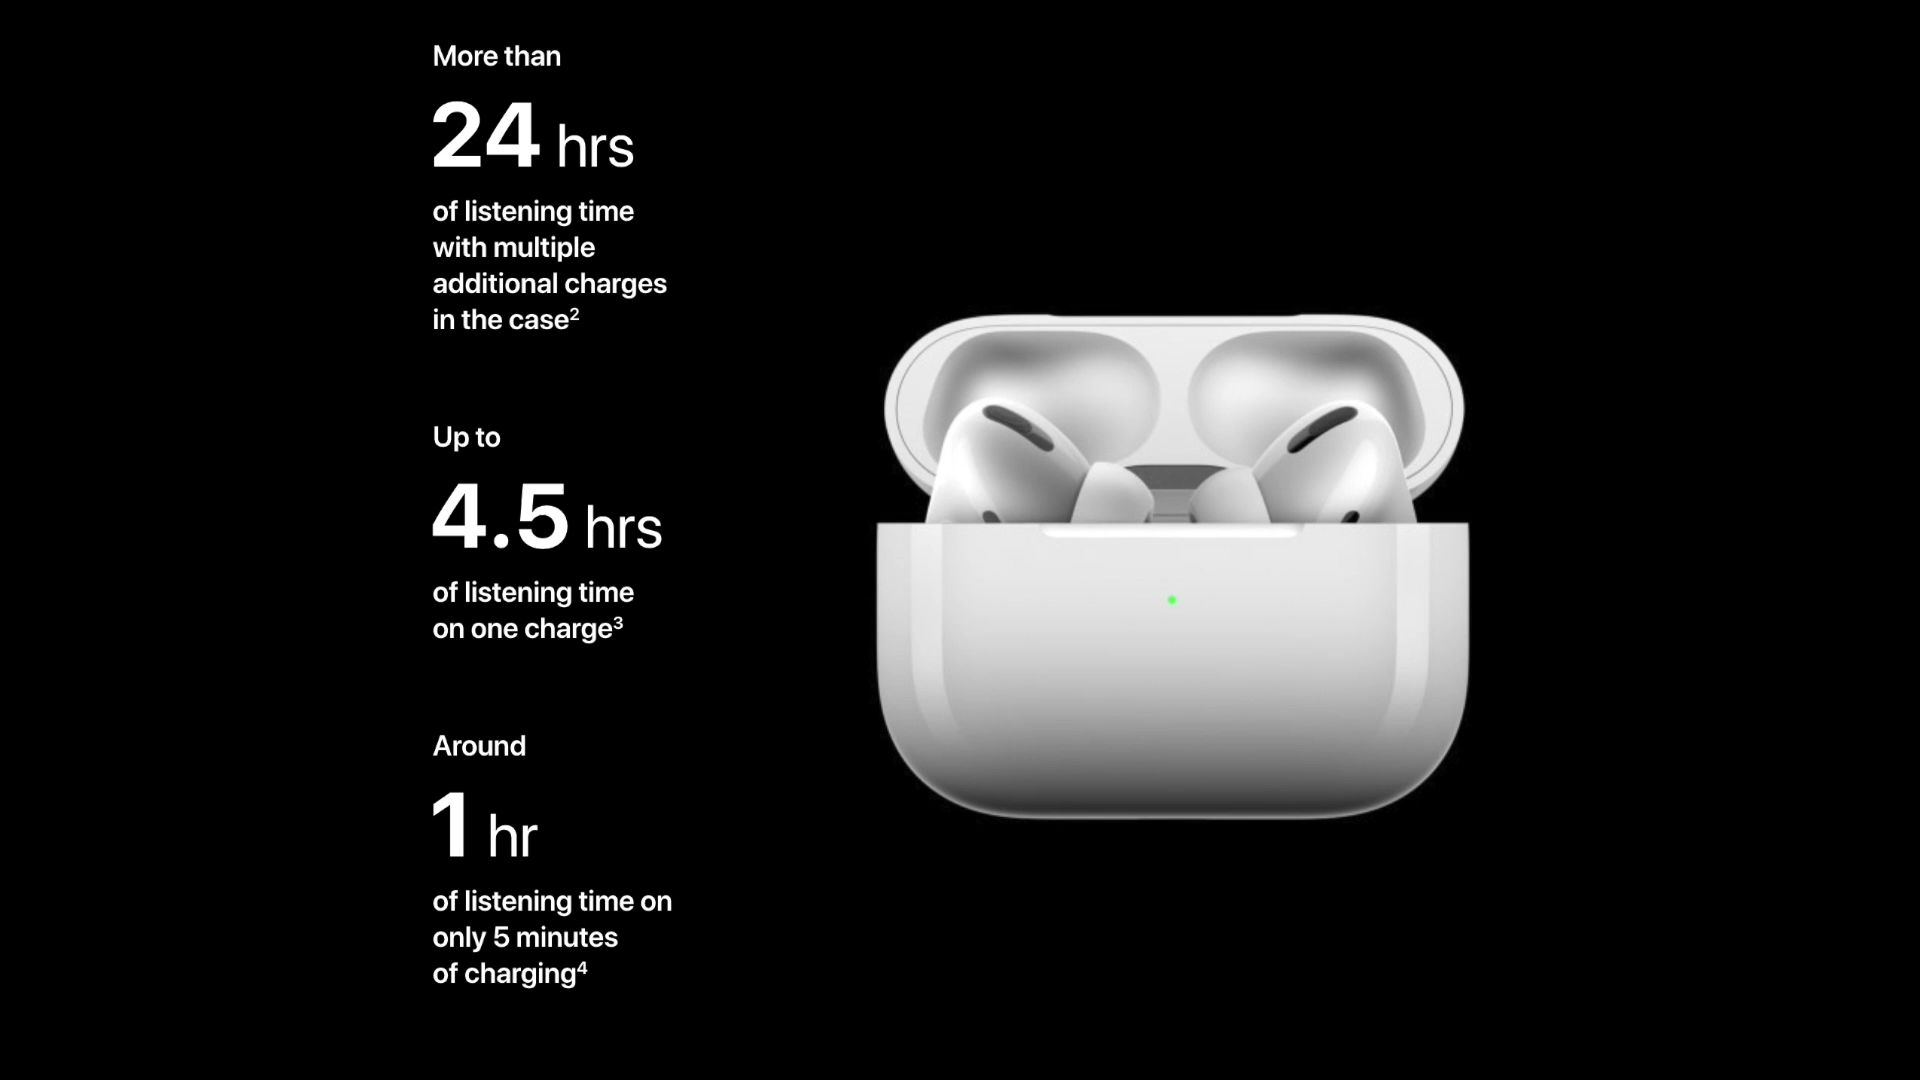 More than
24 hrs
of listening time
with multiple
additional charges
in the case²
Up to
4.5 hrs
of listening time
on one charge³
Around
1 hr
of listening time on
only 5 minutes
of charging⁴